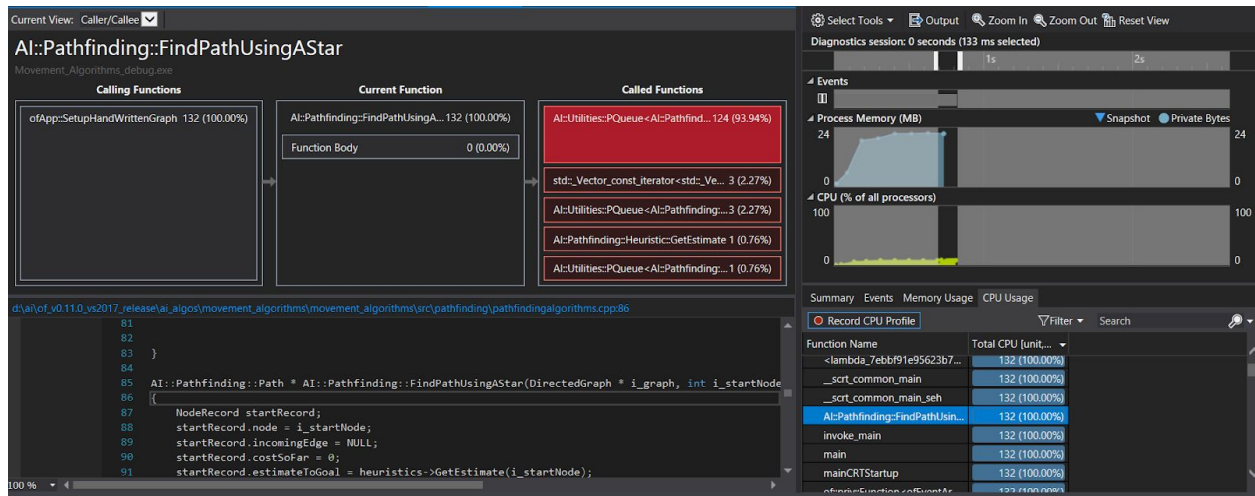 Current View: Caller/Callee
AI::Pathfinding::FindPathUsingAStar
Movement_Algorithms_debug.exe
Calling Functions
Current Function
Called Functions
ofApp::SetupHandWrittenGraph 132 (100.00%)
AI::Pathfinding::FindPathUsingA... 132 (100.00%)
Function Body 0 (0.00%)
AI::Utilities::PQueue<AI::Pathfind... 124 (93.94%)
std::_Vector_const_iterator<std::_Ve... 3 (2.27%)
AI::Utilities::PQueue<AI::Pathfinding:... 3 (2.27%)
AI::Pathfinding::Heuristic::GetEstimate 1 (0.76%)
AI::Utilities::PQueue<AI::Pathfinding:... 1 (0.76%)
d:\ai\of_v0.11.0_vs2017_release\ai_algos\movement_algorithms\movement_algorithms\src\pathfinding\pathfindingalgorithms.cpp:86
81
82
83 }
84
85 AI::Pathfinding::Path * AI::Pathfinding::FindPathUsingAStar(DirectedGraph * i_graph, int i_startNode
86 {
87 NodeRecord startRecord;
88 startRecord.node = i_startNode;
89 startRecord.incomingEdge = NULL;
90 startRecord.costSoFar = 0;
91 startRecord.estimateToGoal = heuristics->GetEstimate(i_startNode);
100 %
Select Tools Output Zoom In Zoom Out Reset View
Diagnostics session: 0 seconds (133 ms selected)
1s 2s
Events
Process Memory (MB) Snapshot Private Bytes
24 24
0 0
CPU (% of all processors)
100 100
0 0
Summary Events Memory Usage CPU Usage
Record CPU Profile Filter Search
Function Name Total CPU [unit,...
<lambda_7ebbf91e95623b7... 132 (100.00%)
__scrt_common_main 132 (100.00%)
__scrt_common_main_seh 132 (100.00%)
AI::Pathfinding::FindPathUsin... 132 (100.00%)
invoke_main 132 (100.00%)
main 132 (100.00%)
mainCRTStartup 132 (100.00%)
of::priv::Function<ofEventAr... 132 (100.00%)